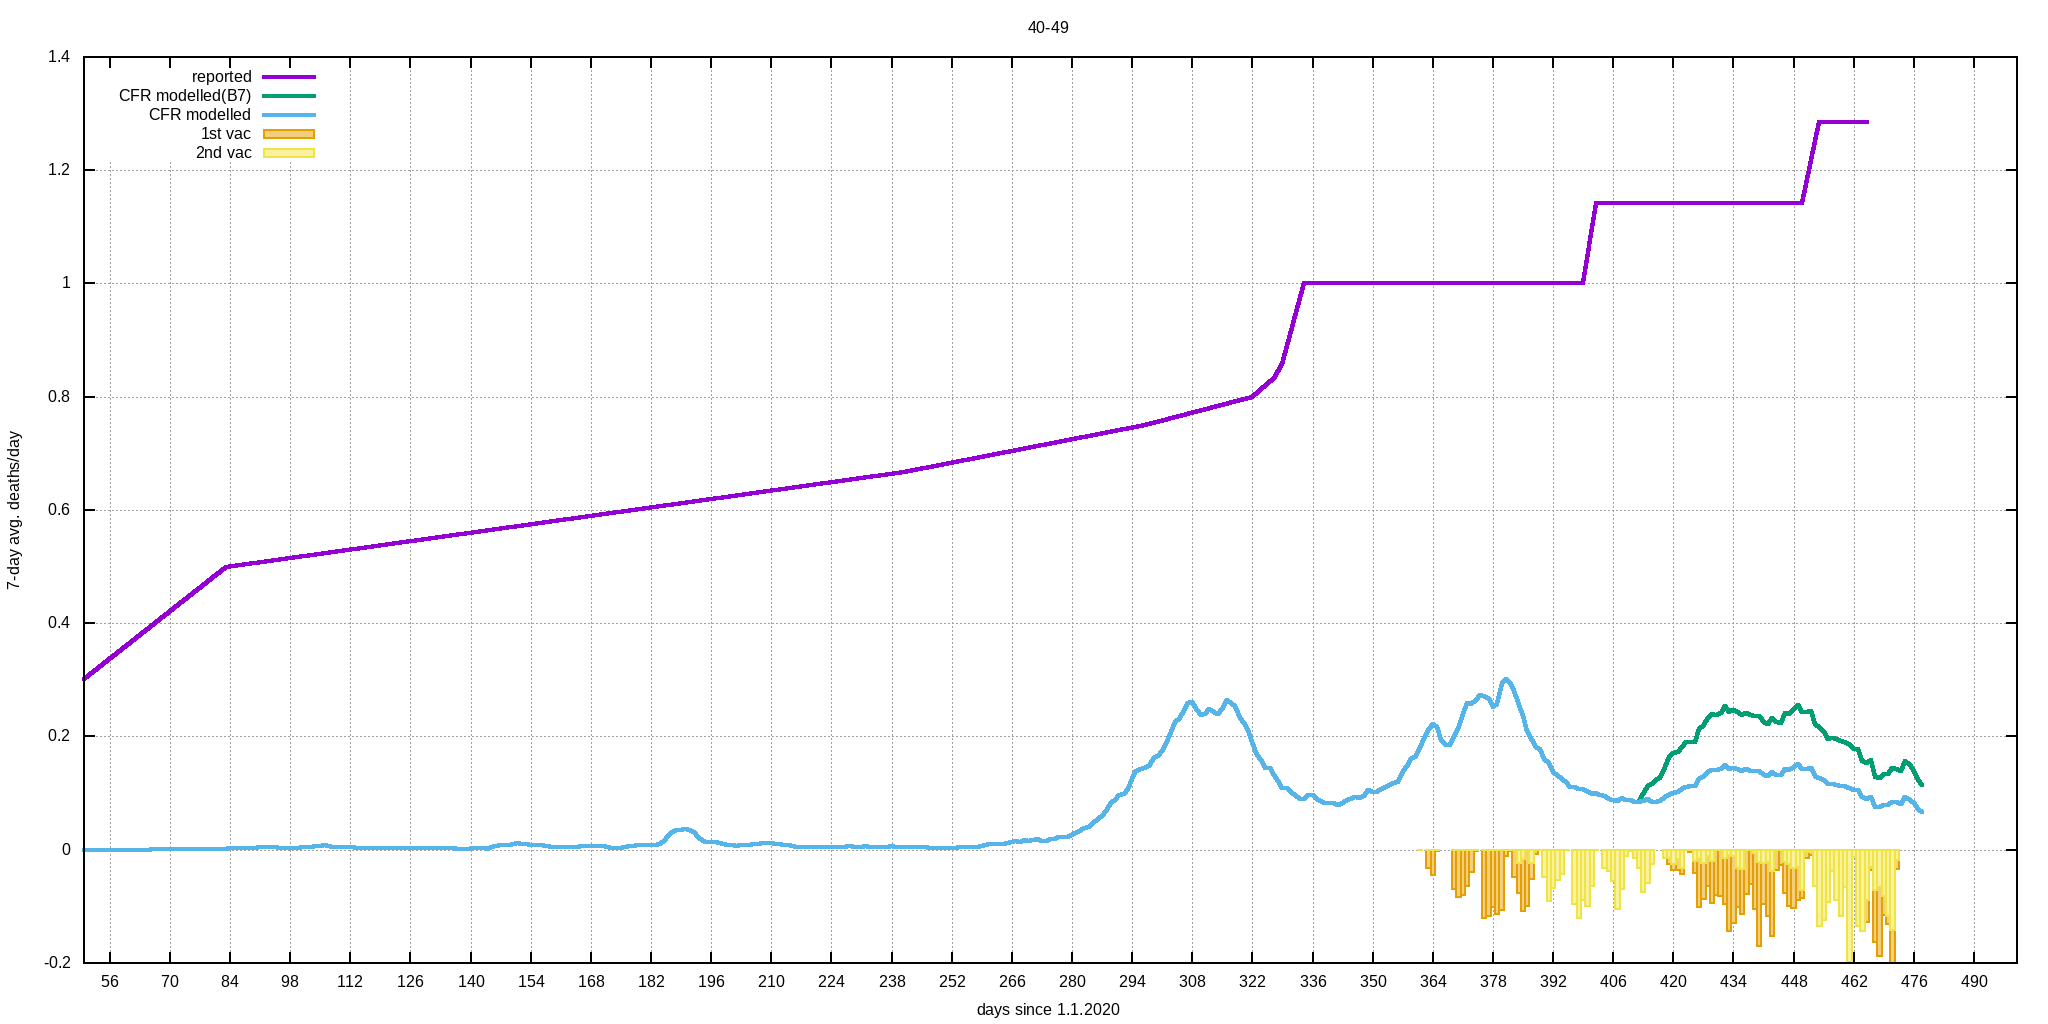 40-49
1.4
1.2
1
0.8
0.6
0.4
0.2
0
-0.2
7-day avg. deaths/day
reported
CFR modelled(B7)
CFR modelled
1st vac
2nd vac
56 70 84 98 112 126 140 154 168 182 196 210 224 238 252 266 280 294 308 322 336 350 364 378 392 406 420 434 448 462 476 490
days since 1.1.2020